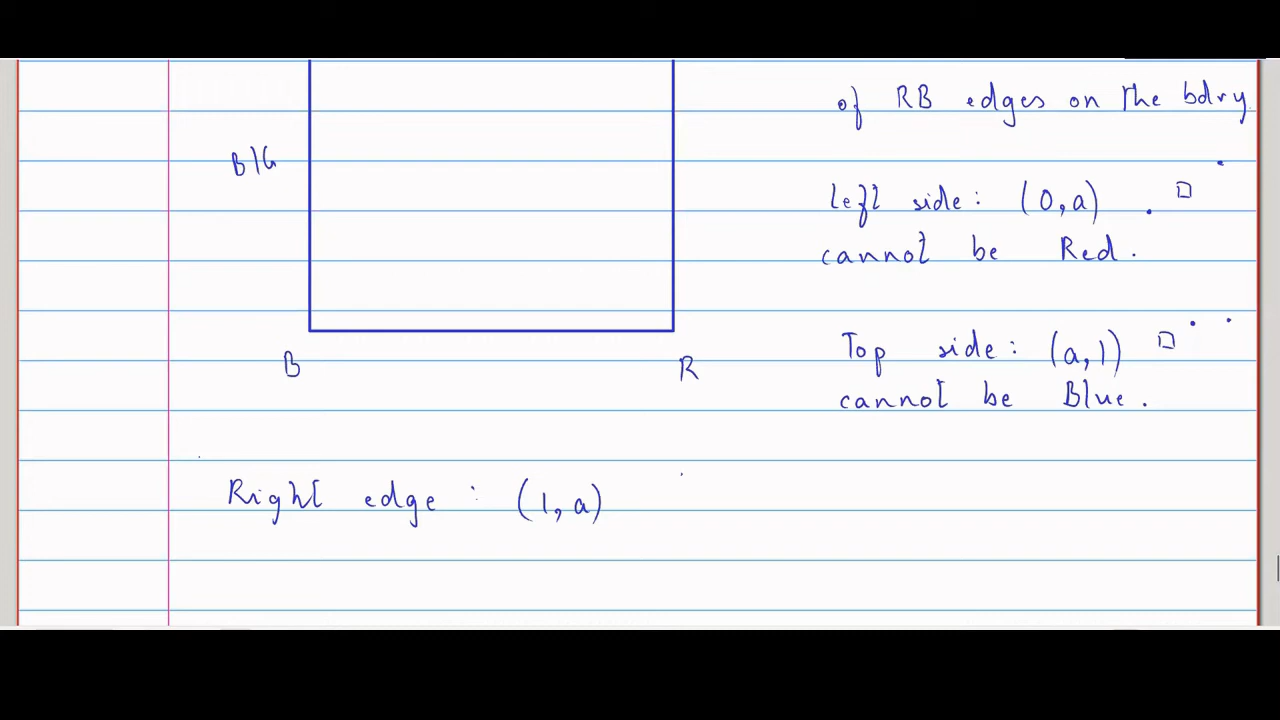 of RB edges on the bdry.
B/G
left side: (0,a)
cannot be Red.
Top side: (a,1)
B
R
cannot be Blue.
Right edge: (1,a)